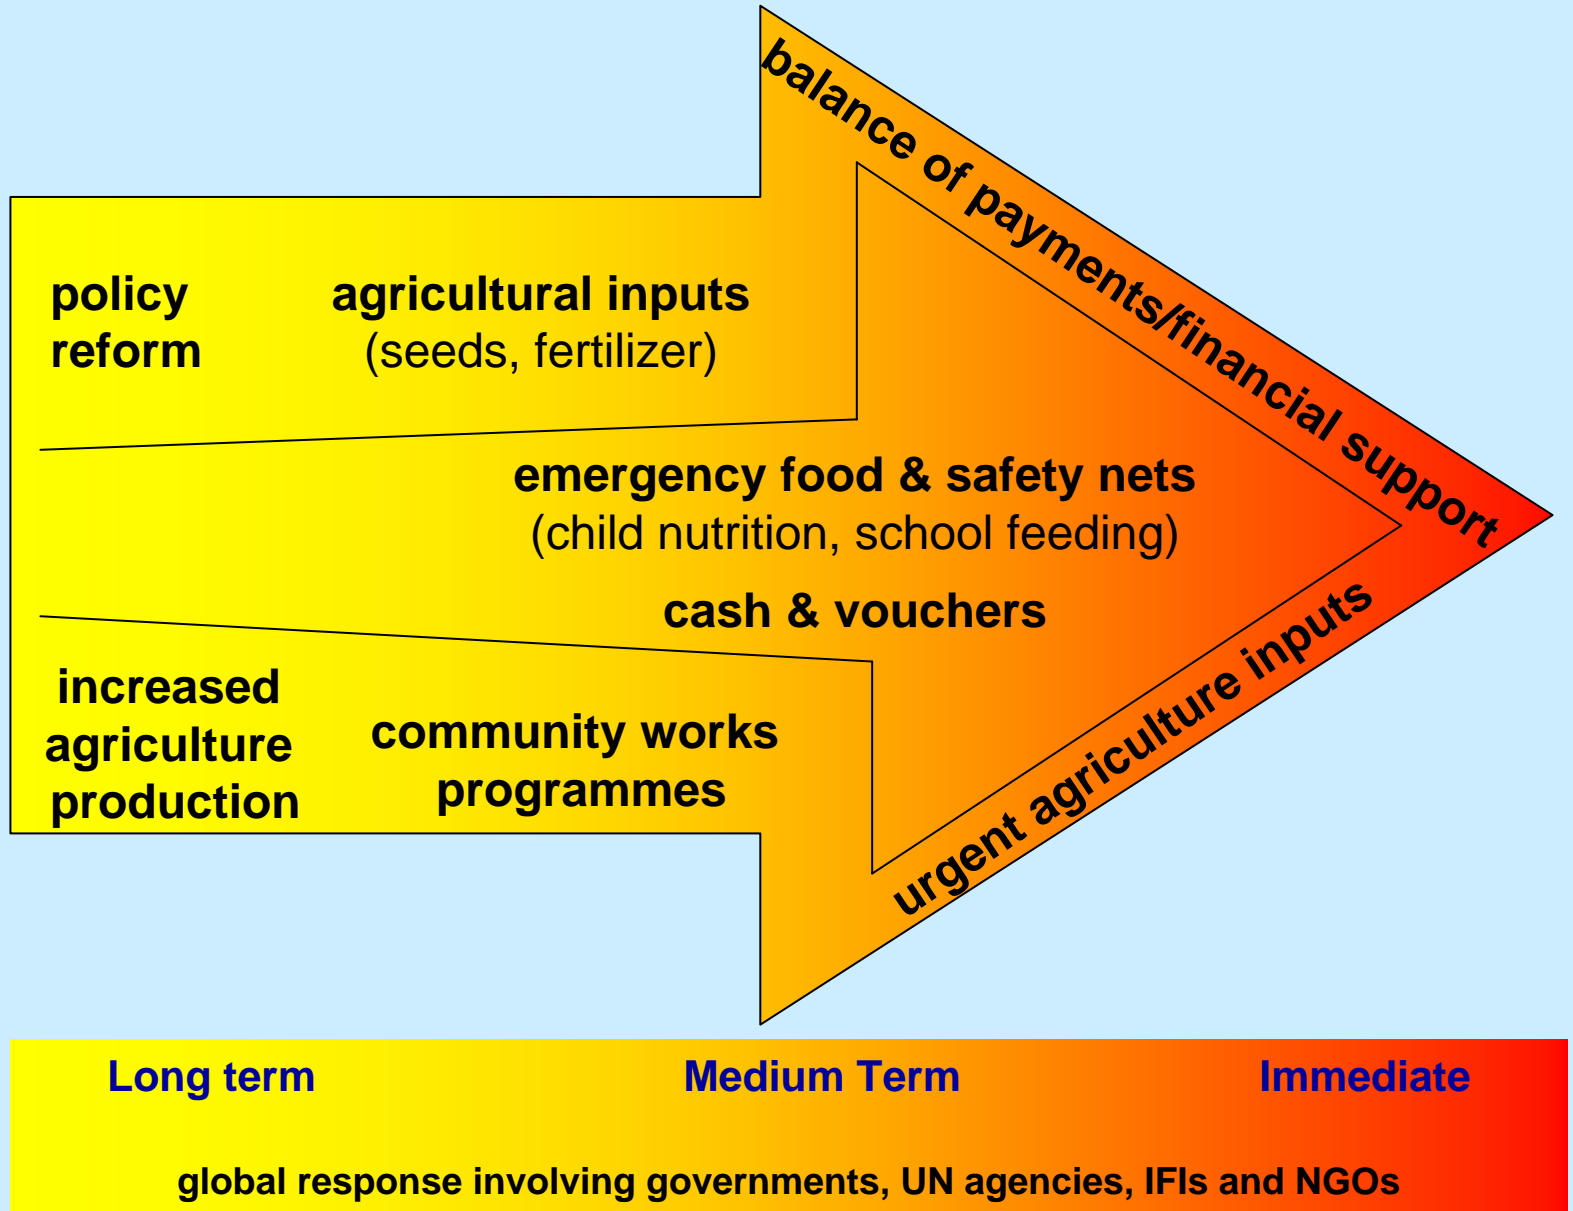 balance of payments/financial support
policy
reform
agricultural inputs
(seeds, fertilizer)
emergency food & safety nets
(child nutrition, school feeding)
cash & vouchers
increased
agriculture
production
community works
programmes
urgent agriculture inputs
Long term
Medium Term
Immediate
global response involving governments, UN agencies, IFIs and NGOs